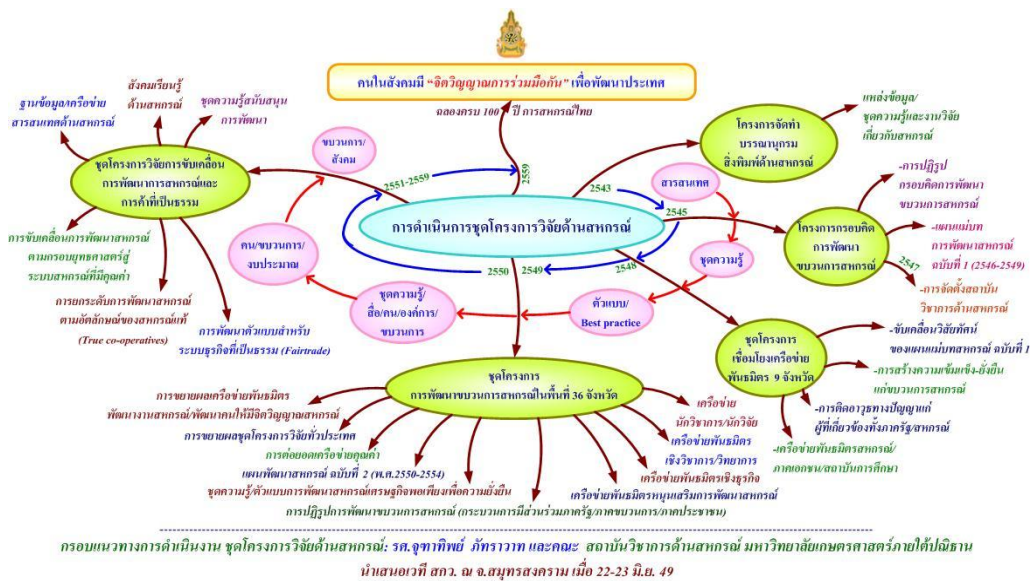 คนในสังคมมี “จิตวิญญาณการร่วมมือกัน” เพื่อพัฒนาประเทศ
ฉลองครบ 100 ปี การสหกรณ์ไทย
ฐานข้อมูล/เครือข่าย
สารสนเทศด้านสหกรณ์
สังคมเรียนรู้
ด้านสหกรณ์
ชุดความรู้สนับสนุน
การพัฒนา
ชุดโครงการวิจัยการขับเคลื่อน
การพัฒนาการสหกรณ์และ
การค้าที่เป็นธรรม
การขับเคลื่อนการพัฒนาสหกรณ์
ตามกรอบยุทธศาสตร์สู่
ระบบสหกรณ์ที่มีคุณค่า
การยกระดับการพัฒนาสหกรณ์
ตามอัตลักษณ์ของสหกรณ์แท้
(True co-operatives)
การพัฒนาตัวแบบสำหรับ
ระบบธุรกิจที่เป็นธรรม (Fairtrade)
ขบวนการ/
สังคม
คน/ขบวนการ/
งบประมาณ
ชุดความรู้/
สื่อ/คน/องค์การ/
ขบวนการ
ตัวแบบ/
Best practice
ชุดความรู้
สารสนเทศ
2551-2559
2559
2543
2545
2548
2549
2550
การดำเนินการชุดโครงการวิจัยด้านสหกรณ์
โครงการจัดทำ
บรรณานุกรม
สิ่งพิมพ์ด้านสหกรณ์
แหล่งข้อมูล/
ชุดความรู้และงานวิจัย
เกี่ยวกับสหกรณ์
โครงการกรอบคิด
การพัฒนา
ขบวนการสหกรณ์
-การปฏิรูป
กรอบคิดการพัฒนา
ขบวนการสหกรณ์
-แผนแม่บท
การพัฒนาสหกรณ์
ฉบับที่ 1 (2546-2549)
2547
-การจัดตั้งสถาบัน
วิชาการด้านสหกรณ์
ชุดโครงการ
เชื่อมโยงเครือข่าย
พันธมิตร 9 จังหวัด
-ขับเคลื่อนวิสัยทัศน์
ของแผนแม่บทสหกรณ์ ฉบับที่ 1
-การสร้างความเข้มแข็ง-ยั่งยืน
แก่ขบวนการสหกรณ์
-การติดอาวุธทางปัญญาแก่
ผู้ที่เกี่ยวข้องทั้งภาครัฐ/สหกรณ์
-เครือข่ายพันธมิตรสหกรณ์/
ภาคเอกชน/สถาบันการศึกษา
ชุดโครงการ
การพัฒนาขบวนการสหกรณ์ในพื้นที่ 36 จังหวัด
การขยายผลเครือข่ายพันธมิตร
พัฒนางานสหกรณ์/พัฒนาคนให้มีจิตวิญญาณสหกรณ์
การขยายผลชุดโครงการวิจัยทั่วประเทศ
การต่อยอดเครือข่ายคุณค่า
แผนพัฒนาสหกรณ์ ฉบับที่ 2 (พ.ศ.2550-2554)
ชุดความรู้/ตัวแบบการพัฒนาสหกรณ์เศรษฐกิจพอเพียงเพื่อความยั่งยืน
การปฏิรูปการพัฒนาขบวนการสหกรณ์ (กระบวนการมีส่วนร่วมภาครัฐ/ภาคขบวนการ/ภาคประชาชน)
เครือข่าย
นักวิชาการ/นักวิจัย
เครือข่ายพันธมิตร
เชิงวิชาการ/วิทยาการ
เครือข่ายพันธมิตรเชิงธุรกิจ
เครือข่ายพันธมิตรหนุนเสริมการพัฒนาสหกรณ์
กรอบแนวทางการดำเนินงาน ชุดโครงการวิจัยด้านสหกรณ์: รศ.จุฑาทิพย์ ภัทราวาท และคณะ สถาบันวิชาการด้านสหกรณ์ มหาวิทยาลัยเกษตรศาสตร์ภายใต้ปณิธาน
นำเสนอเวที สกว. ณ จ.สมุทรสงคราม เมื่อ 22-23 มิ.ย. 49